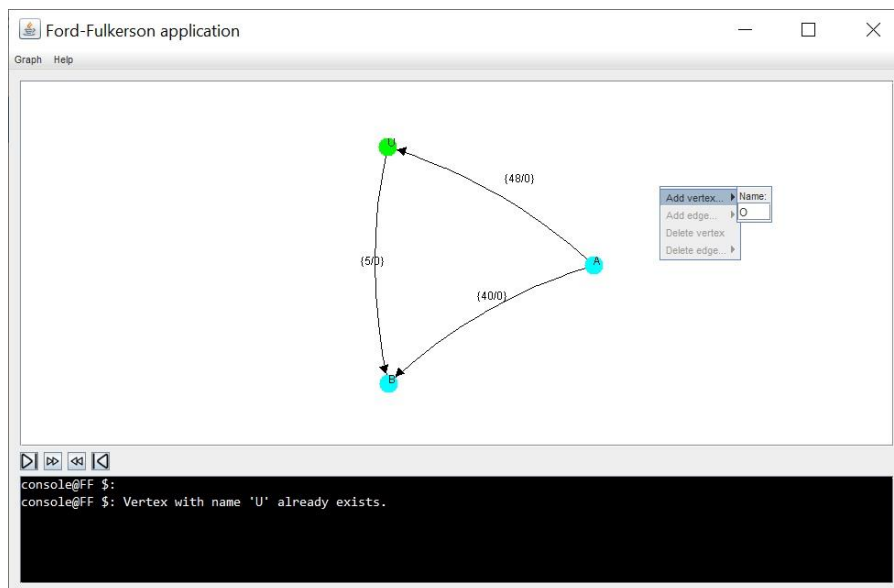 Ford-Fulkerson application
Graph Help
U
{48/0}
Add vertex... Name:
Add edge... O
Delete vertex
Delete edge...
{5/0}
A
{40/0}
B
console@FF $:
console@FF $: Vertex with name 'U' already exists.